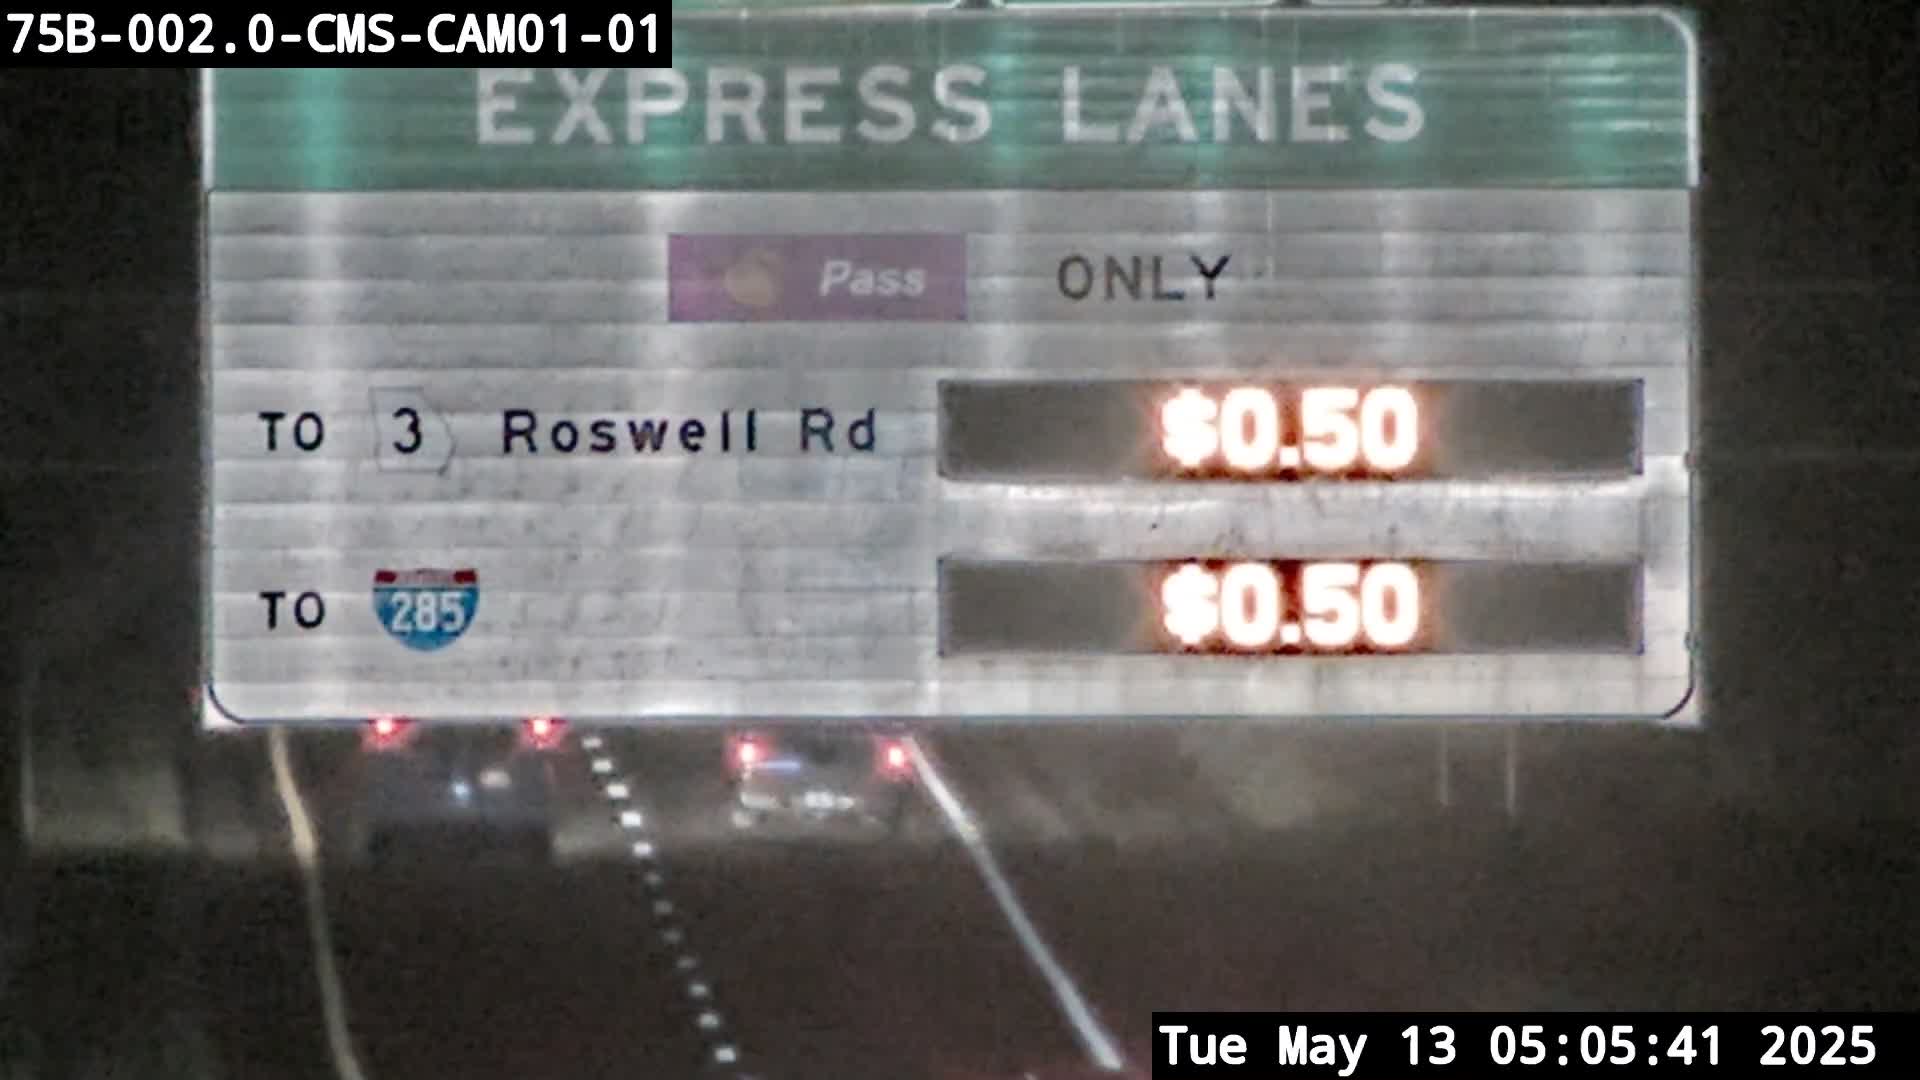 75B-002.0-CMS-CAM01-01
EXPRESS LANES
Pass ONLY
TO 3 Roswell Rd $0.50
TO 285 $0.50
Tue May 13 05:05:41 2025